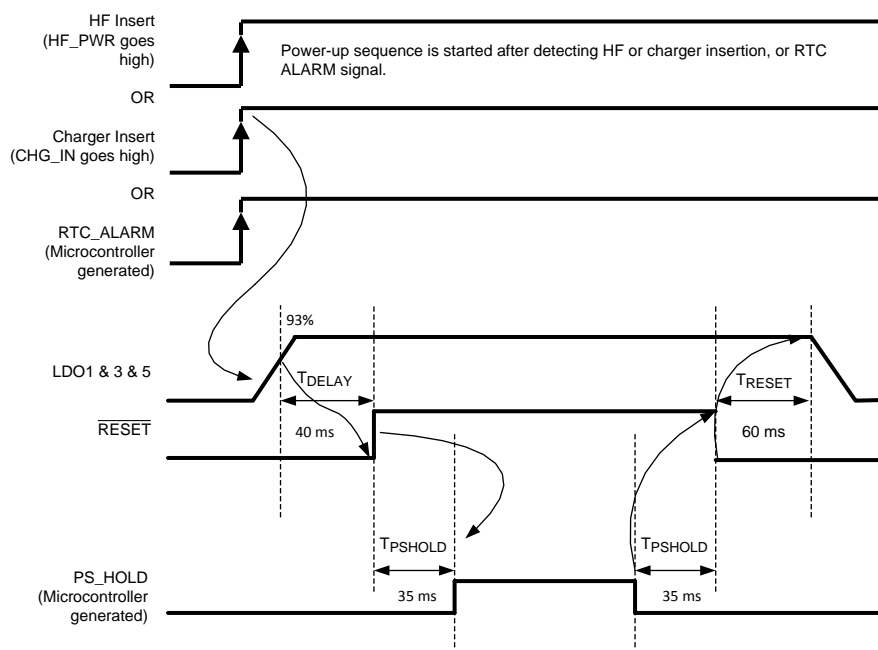 HF Insert
(HF_PWR goes
high)
Power-up sequence is started after detecting HF or charger insertion, or RTC
ALARM signal.
OR
Charger Insert
(CHG_IN goes high)
OR
RTC_ALARM
(Microcontroller
generated)
93%
LDO1 & 3 & 5
TDELAY
TRESET
RESET
40 ms
60 ms
TPSHOLD
TPSHOLD
PS_HOLD
(Microcontroller
generated)
35 ms
35 ms